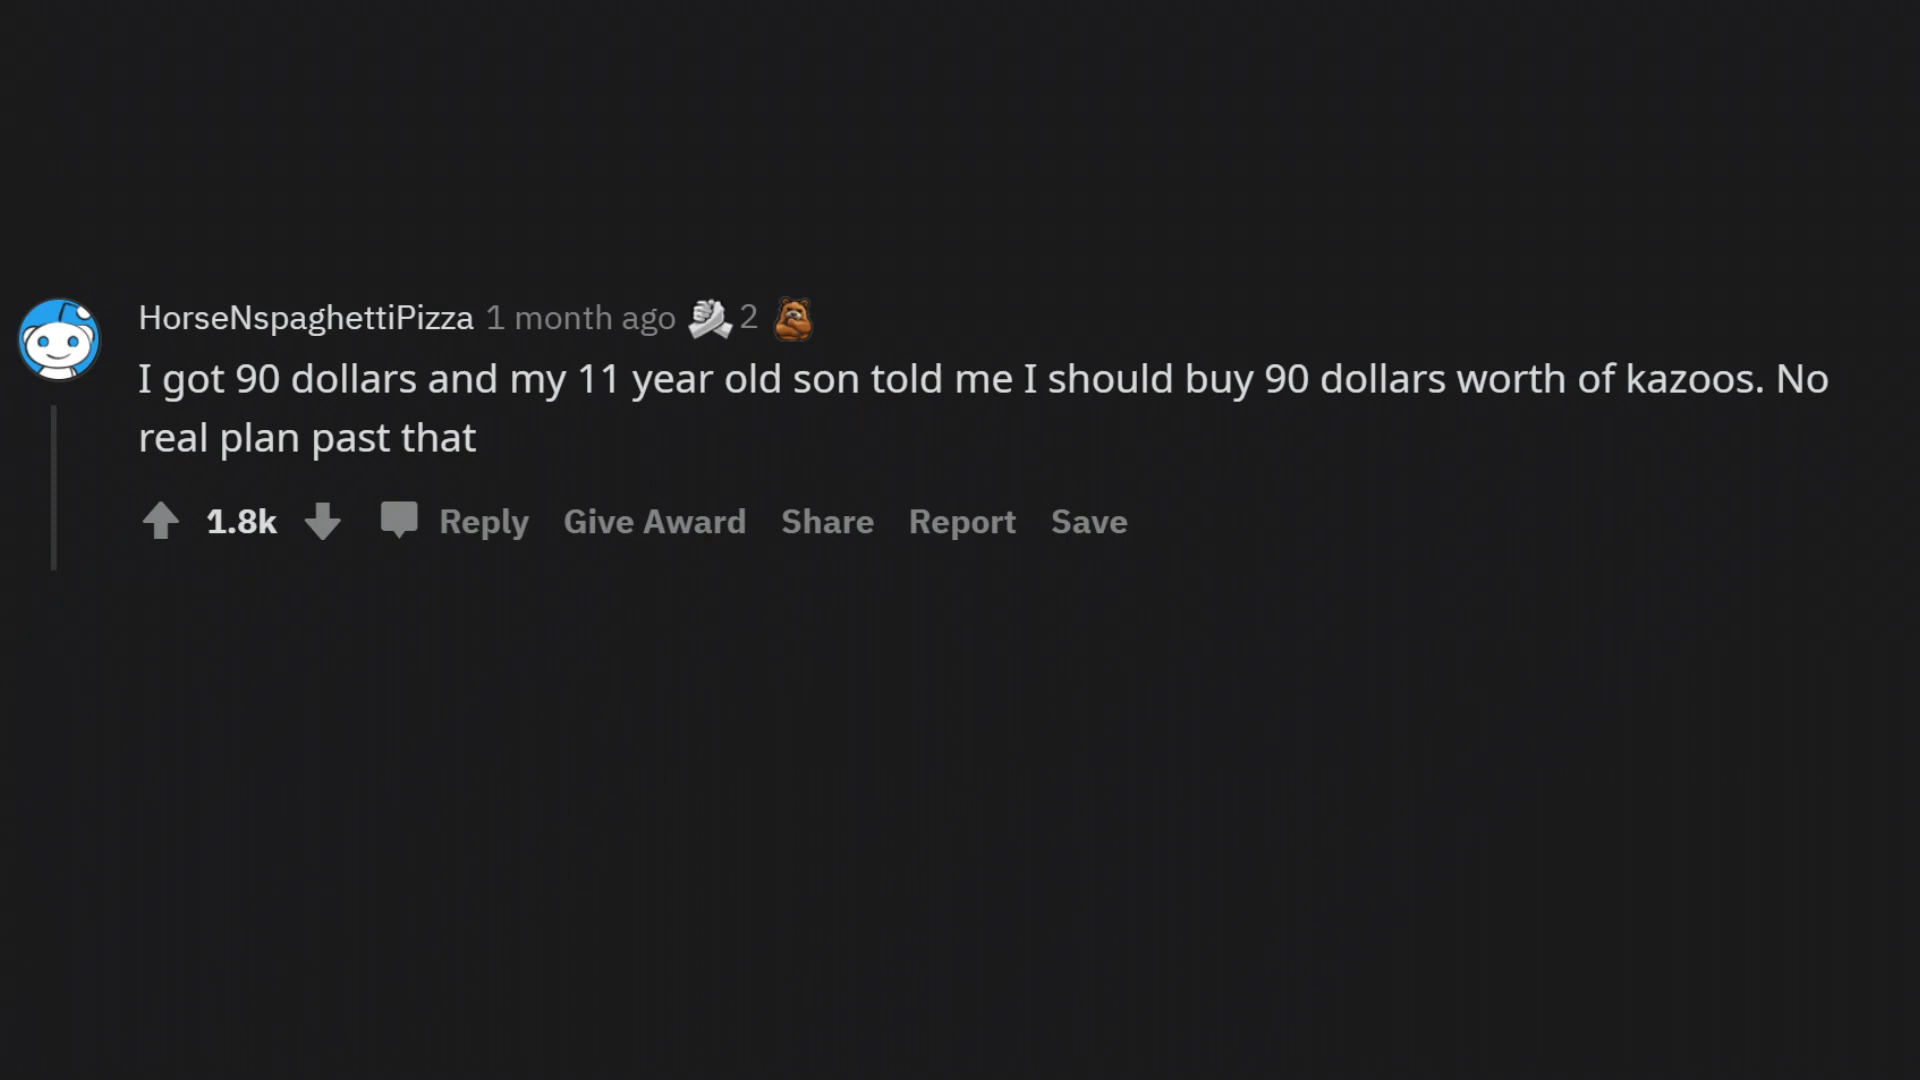 HorseNspaghettiPizza 1 month ago 2
I got 90 dollars and my 11 year old son told me I should buy 90 dollars worth of kazoos. No
real plan past that
1.8k Reply Give Award Share Report Save